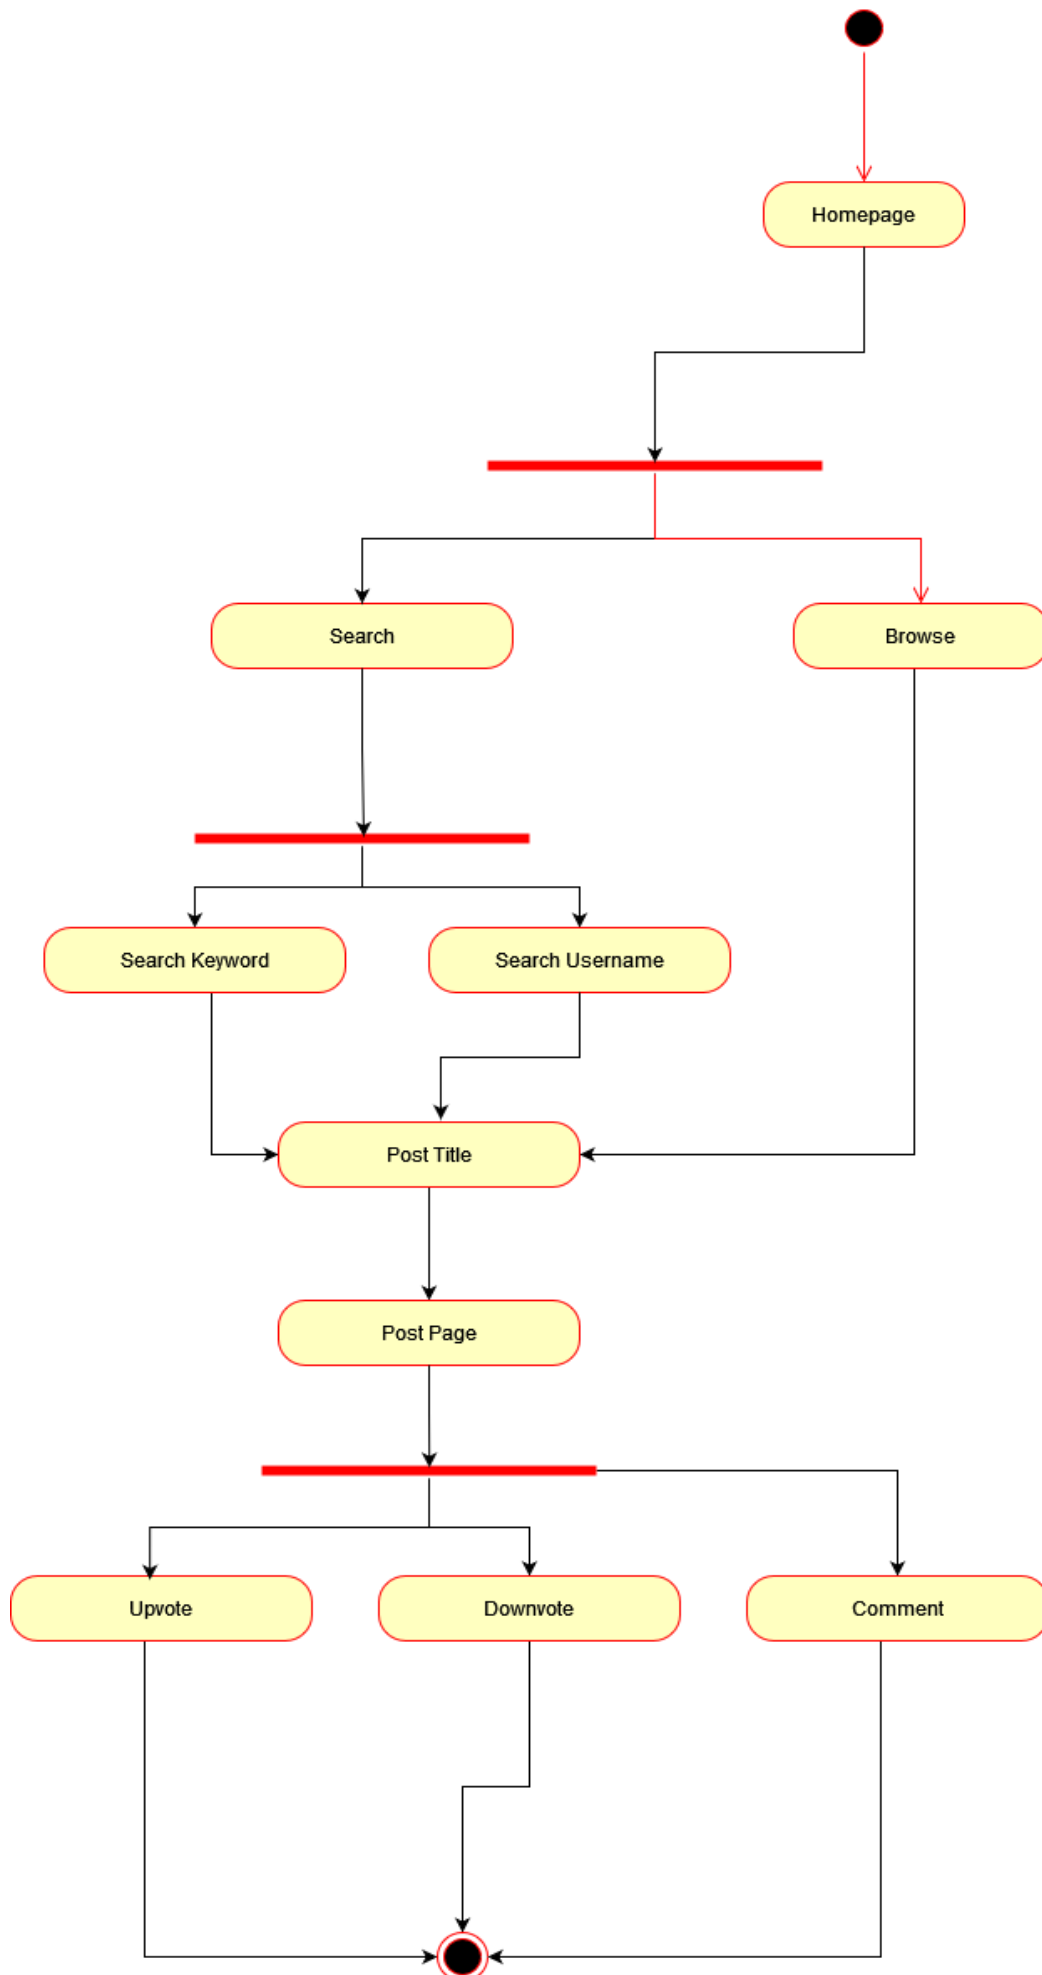 Homepage
Search
Browse
Search Keyword
Search Username
Post Title
Post Page
Upvote
Downvote
Comment